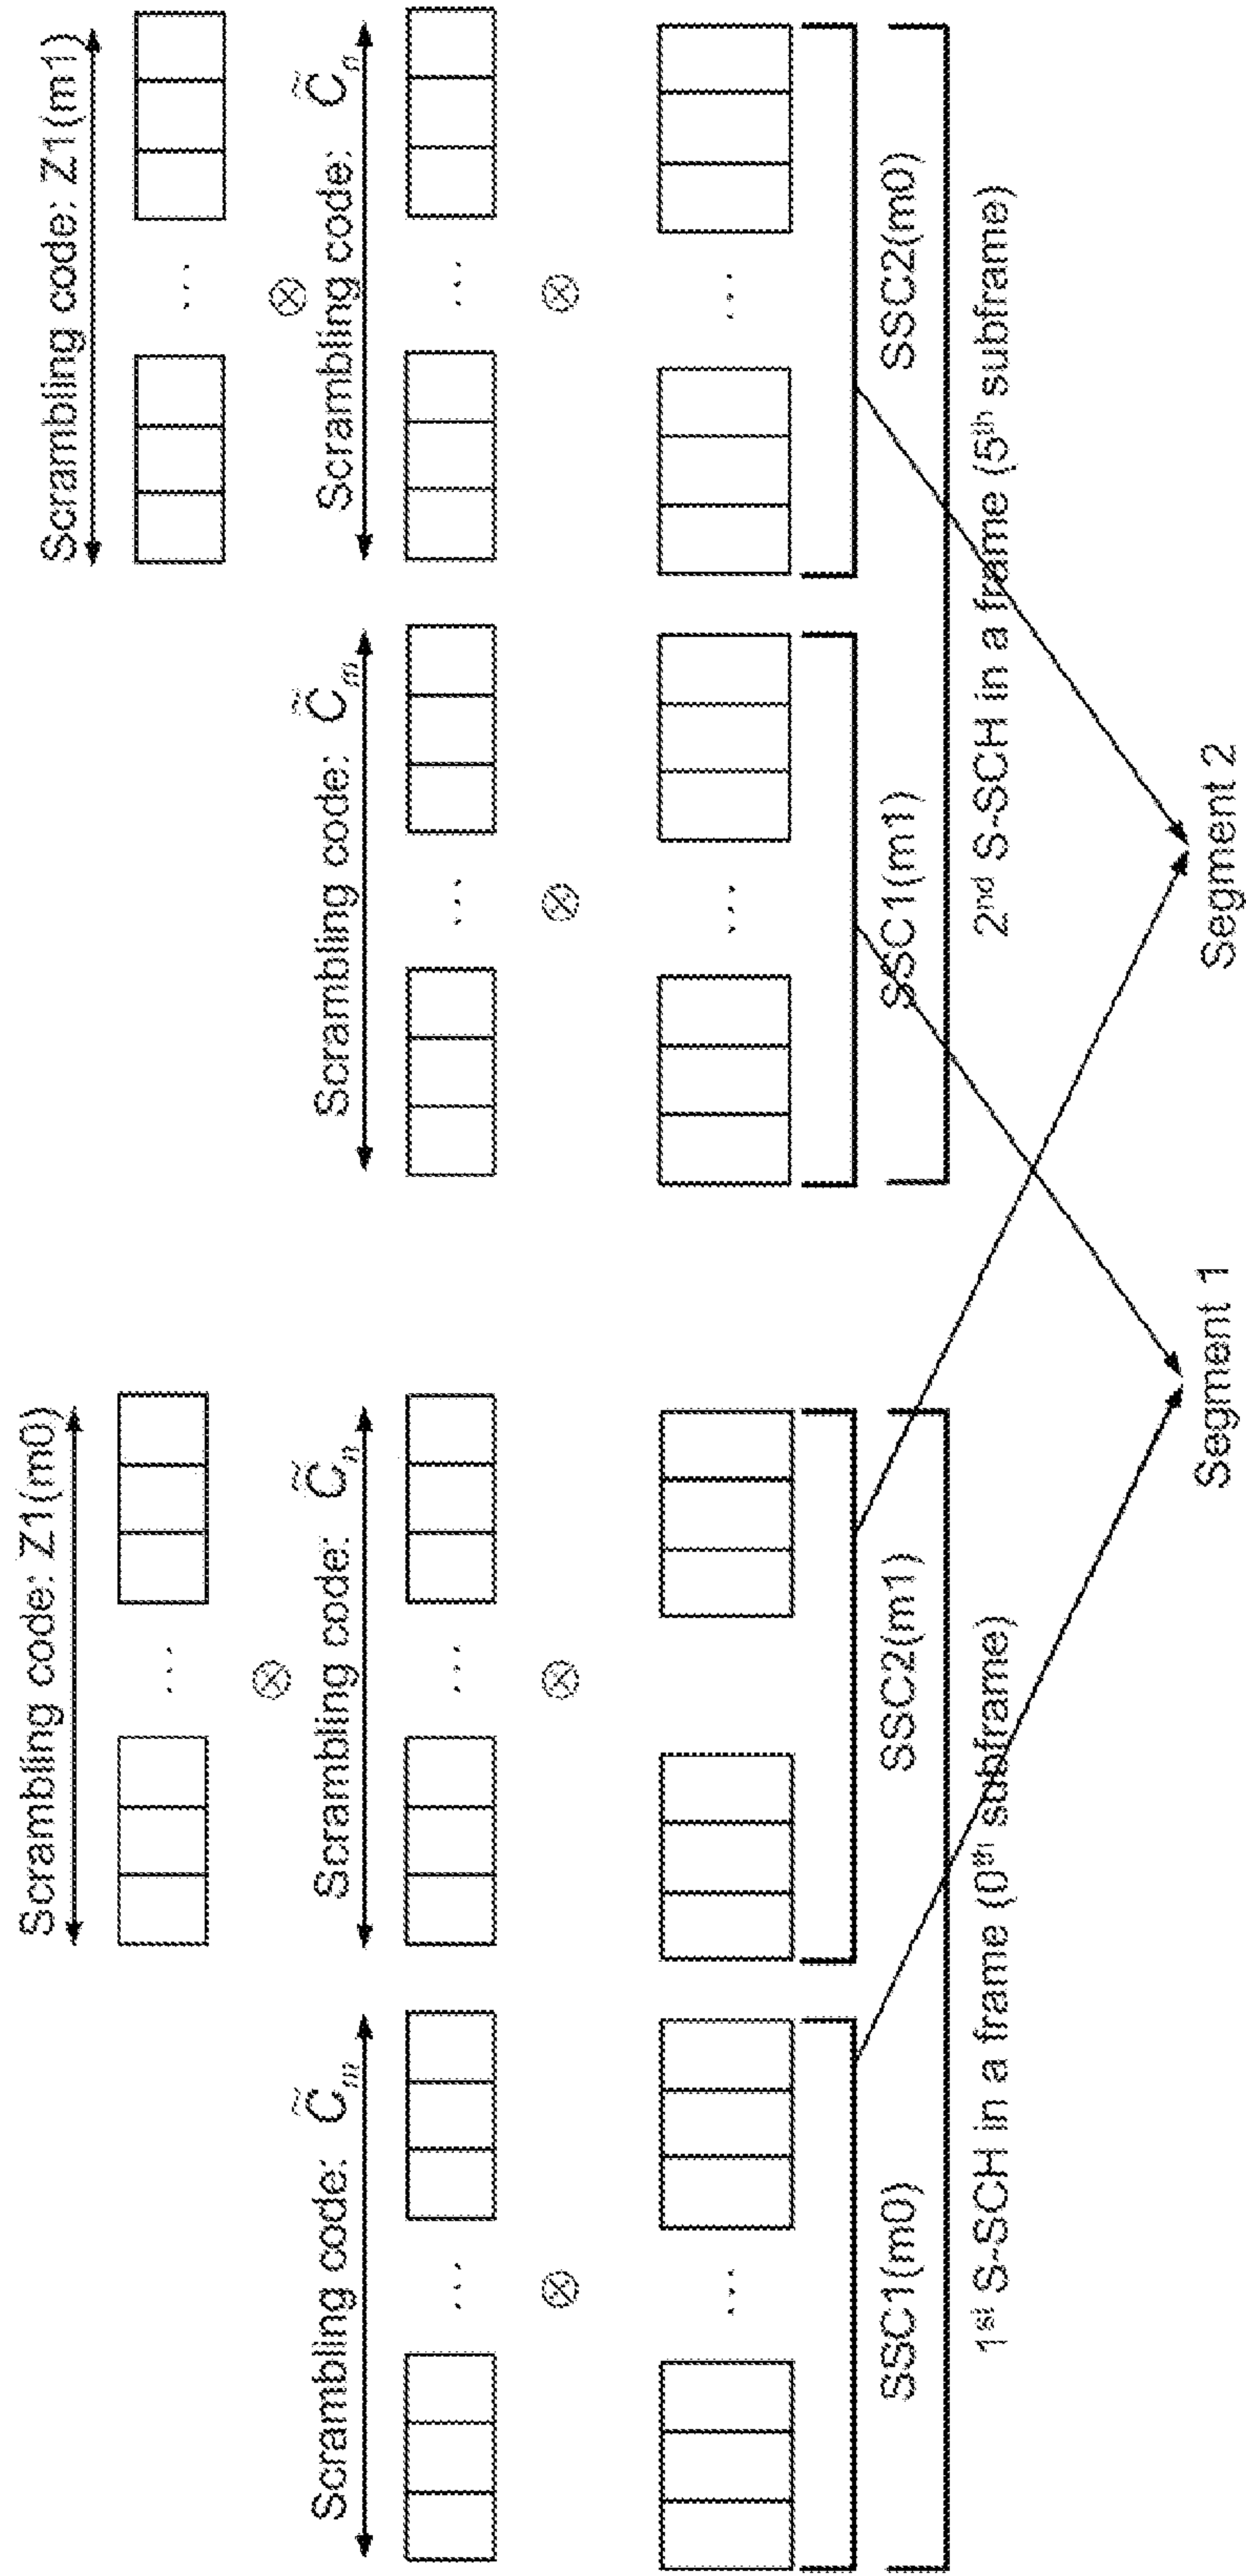 Scrambling code: Z1(m0)
Scrambling code: Z1(m1)
Scrambling code: C̃m
Scrambling code: C̃n
Scrambling code: C̃m
Scrambling code: C̃n
... ...
⊗ ⊗
... ... ... ...
⊗ ⊗ ⊗ ⊗
... ... ...
SSC1(m0)
SSC2(m1)
SSC1(m1)
SSC2(m0)
1st S-SCH in a frame (0th subframe)
2nd S-SCH in a frame (5th subframe)
Segment 1
Segment 2